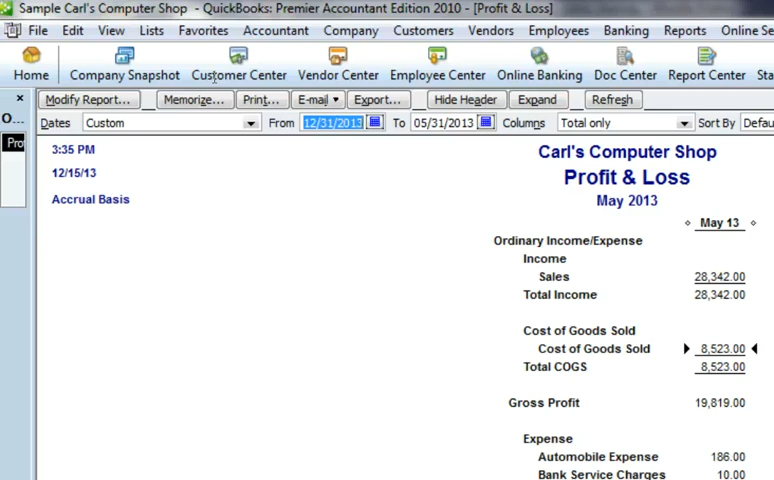 Sample Carl's Computer Shop - QuickBooks: Premier Accountant Edition 2010 - [Profit & Loss]
File Edit View Lists Favorites Accountant Company Customers Vendors Employees Banking Reports Online Se
Home Company Snapshot Customer Center Vendor Center Employee Center Online Banking Doc Center Report Center Sta
× Modify Report... Memorize... Print... E-mail Export... Hide Header Expand Refresh
O... Dates Custom From 12/31/2013 To 05/31/2013 Columns Total only Sort By Defau
Pro
3:35 PM Carl's Computer Shop
12/15/13 Profit & Loss
Accrual Basis May 2013
May 13
Ordinary Income/Expense
Income
Sales 28,342.00
Total Income 28,342.00
Cost of Goods Sold
Cost of Goods Sold 8,523.00
Total COGS 8,523.00
Gross Profit 19,819.00
Expense
Automobile Expense 186.00
Bank Service Charges 10.00